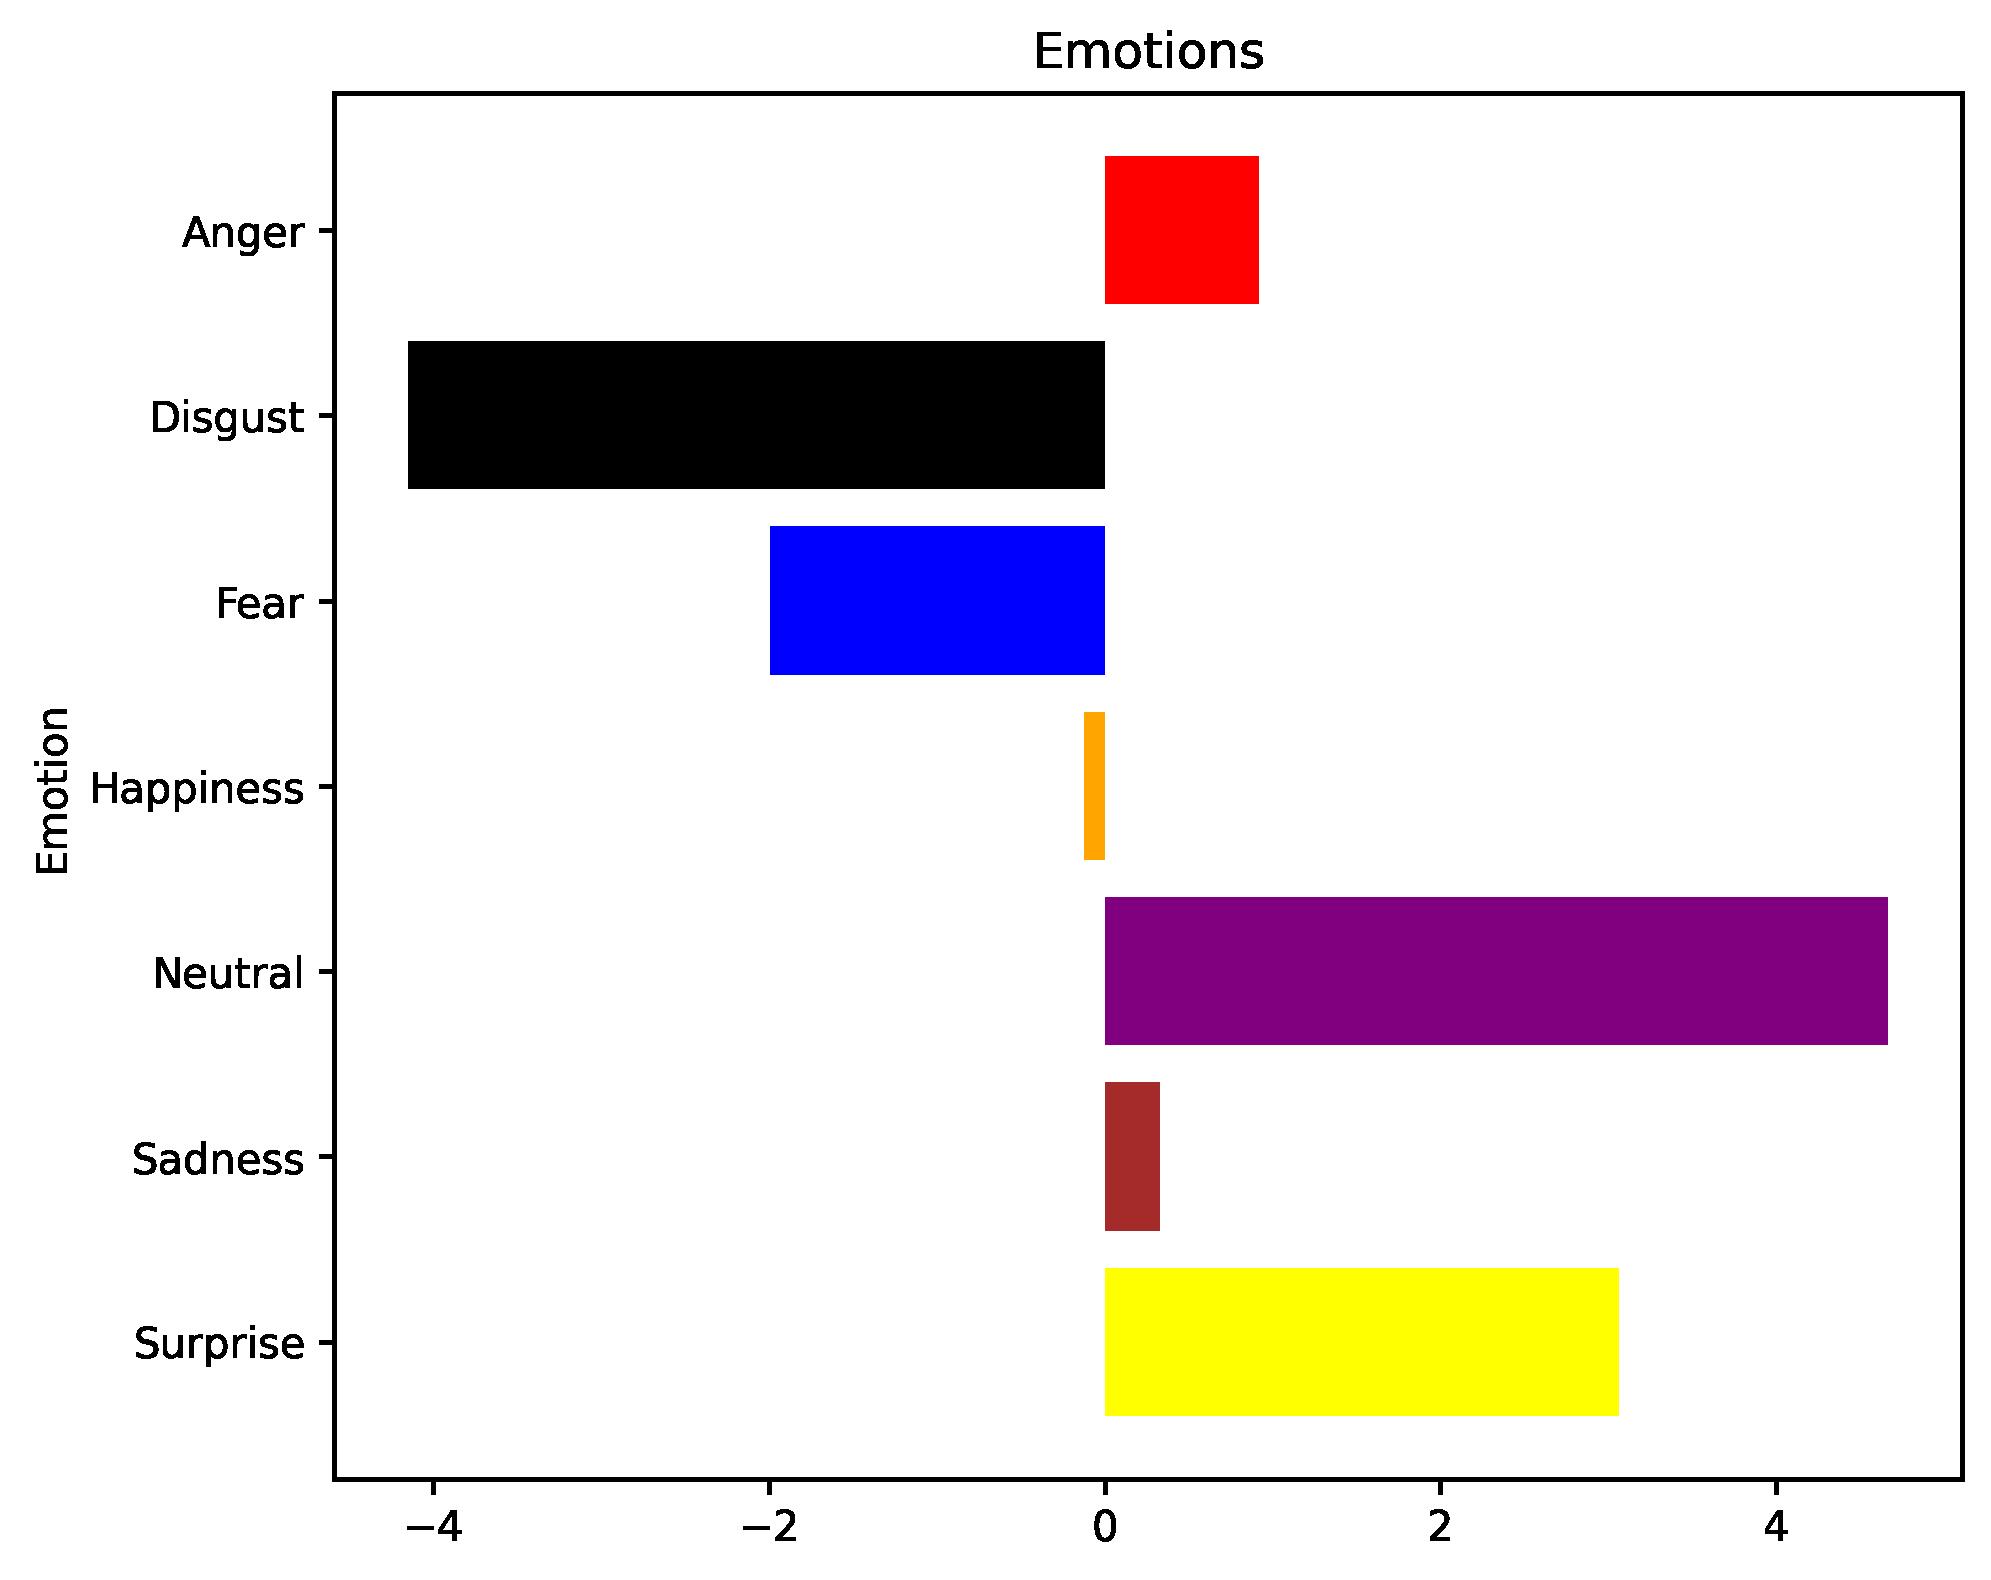 Emotions
Emotion
Anger
Disgust
Fear
Happiness
Neutral
Sadness
Surprise
−4 −2 0 2 4